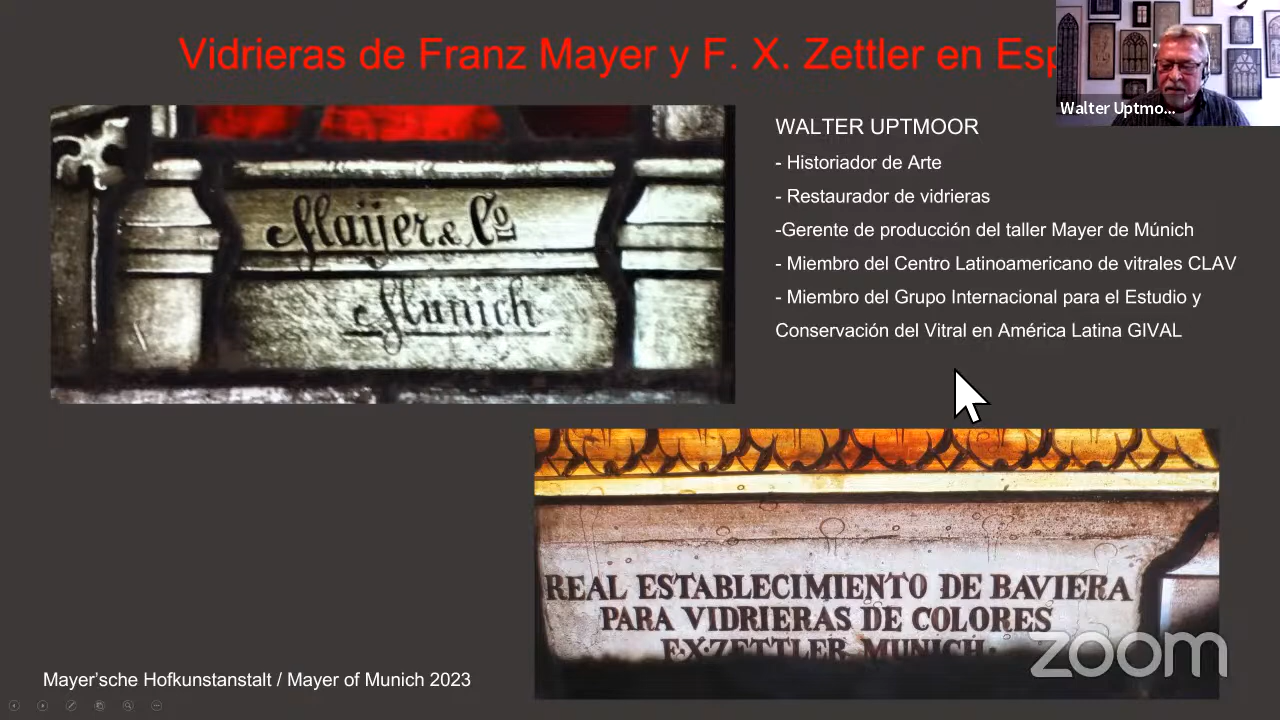 Vidrieras de Franz Mayer y F. X. Zettler en Esp
Walter Uptmo...
WALTER UPTMOOR
- Historiador de Arte
- Restaurador de vidrieras
-Gerente de producción del taller Mayer de Múnich
- Miembro del Centro Latinoamericano de vitrales CLAV
- Miembro del Grupo Internacional para el Estudio y
Conservación del Vitral en América Latina GIVAL
Maÿer & Co
Munich
REAL ESTABLECIMIENTO DE BAVIERA
PARA VIDRIERAS DE COLORES
F.X.ZETTLER MUNICH.
zoom
Mayer'sche Hofkunstanstalt / Mayer of Munich 2023